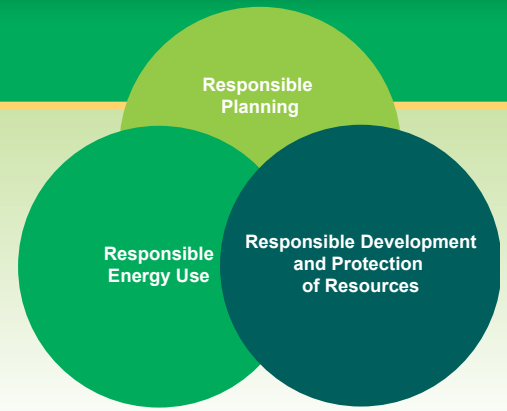 Responsible
Planning
Responsible
Energy Use
Responsible Development
and Protection
of Resources